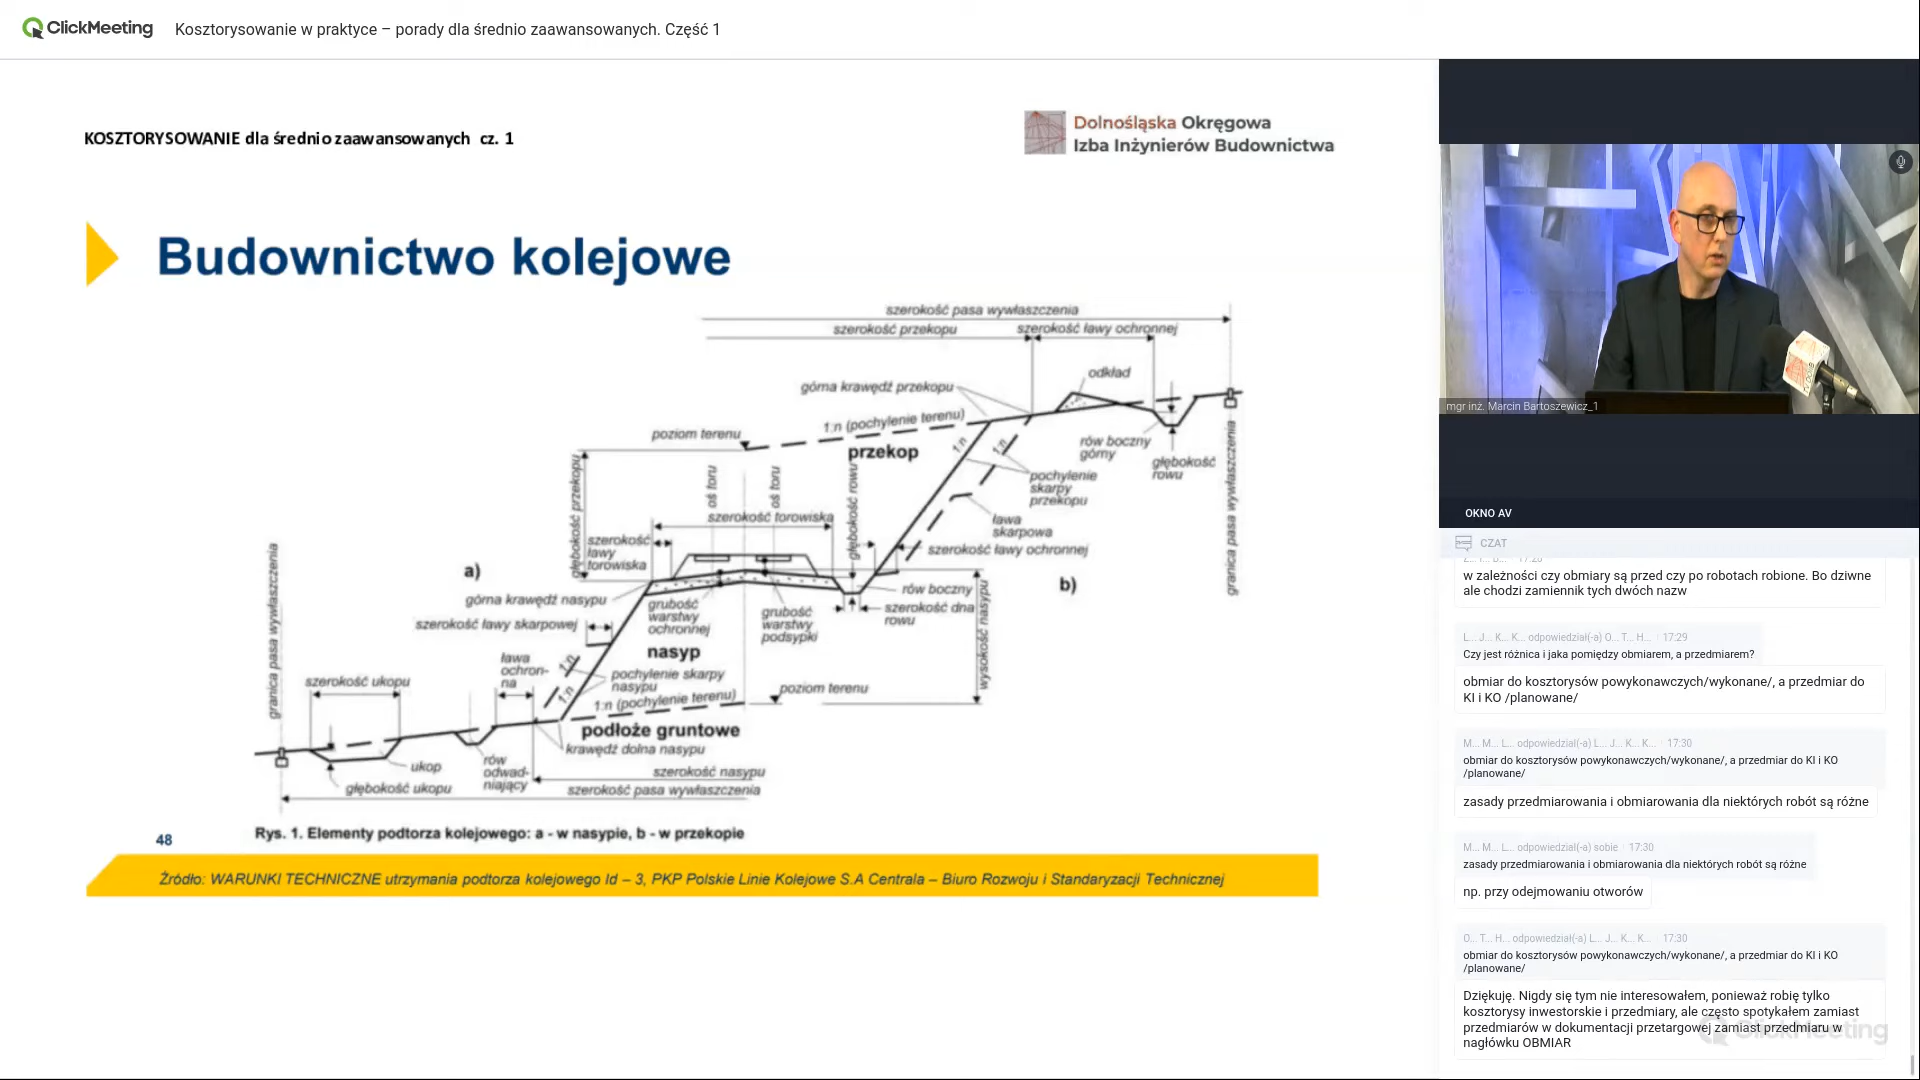 ClickMeeting
Kosztorysowanie w praktyce – porady dla średnio zaawansowanych. Część 1
KOSZTORYSOWANIE dla średnio zaawansowanych cz. 1
Dolnośląska Okręgowa
Izba Inżynierów Budownictwa
Budownictwo kolejowe
szerokość pasa wywłaszczenia
szerokość przekopu
szerokość ławy ochronnej
odkład
górna krawędź przekopu
1:n (pochylenie terenu)
poziom terenu
przekop
1:n
1:n
rów boczny
górny
głębokość
rowu
granica pasa wywłaszczenia
pochylenie
skarpy
przekopu
głębokość przekopu
oś toru
oś toru
głębokość rowu
szerokość torowiska
ława
skarpowa
szerokość
ławy
torowiska
szerokość ławy ochronnej
a)
b)
górna krawędź nasypu
rów boczny
grubość
warstwy
ochronnej
grubość
warstwy
podsypki
szerokość dna
rowu
wysokość nasypu
szerokość ławy skarpowej
nasyp
granica pasa wywłaszczenia
ława
ochron-
na
1:n
1:n
pochylenie skarpy
nasypu
szerokość ukopu
1:n (pochylenie terenu)
poziom terenu
podłoże gruntowe
krawędź dolna nasypu
ukop
rów
odwad-
niający
szerokość nasypu
głębokość ukopu
szerokość pasa wywłaszczenia
Rys. 1. Elementy podtorza kolejowego: a - w nasypie, b - w przekopie
48
Źródło: WARUNKI TECHNICZNE utrzymania podtorza kolejowego Id – 3, PKP Polskie Linie Kolejowe S.A Centrala – Biuro Rozwoju i Standaryzacji Technicznej
mgr inż. Marcin Bartoszewicz_1
OKNO AV
CZAT
w zależności czy obmiary są przed czy po robotach robione. Bo dziwne
ale chodzi zamiennik tych dwóch nazw
L... J... K... K... odpowiedział(-a) O... T... H... · 17:29
Czy jest różnica i jaka pomiędzy obmiarem, a przedmiarem?
obmiar do kosztorysów powykonawczych/wykonane/, a przedmiar do
KI i KO /planowane/
M... M... L... odpowiedział(-a) L... J... K... K... · 17:30
obmiar do kosztorysów powykonawczych/wykonane/, a przedmiar do KI i KO
/planowane/
zasady przedmiarowania i obmiarowania dla niektórych robót są różne
M... M... L... odpowiedział(-a) sobie · 17:30
zasady przedmiarowania i obmiarowania dla niektórych robót są różne
np. przy odejmowaniu otworów
O... T... H... odpowiedział(-a) L... J... K... K... · 17:30
obmiar do kosztorysów powykonawczych/wykonane/, a przedmiar do KI i KO
/planowane/
Dziękuję. Nigdy się tym nie interesowałem, ponieważ robię tylko
kosztorysy inwestorskie i przedmiary, ale często spotykałem zamiast
przedmiarów w dokumentacji przetargowej zamiast przedmiaru w
nagłówku OBMIAR
ClickMeeting